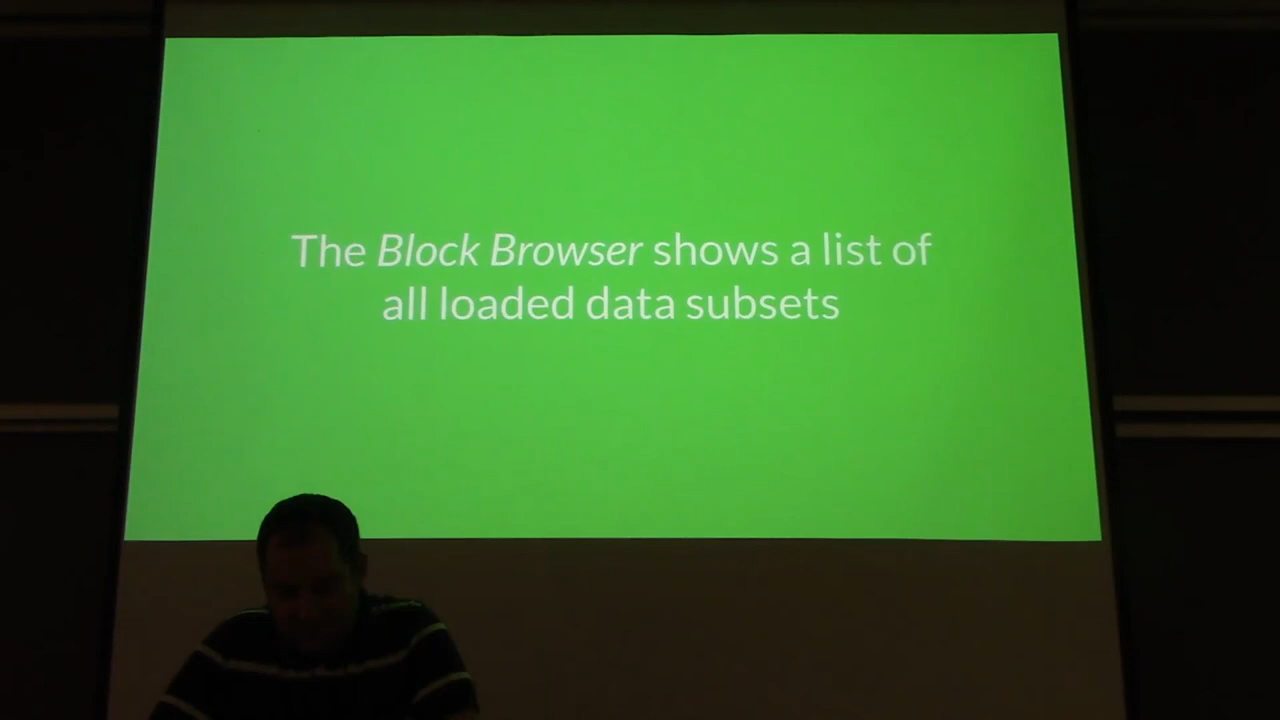 The Block Browser shows a list of
all loaded data subsets